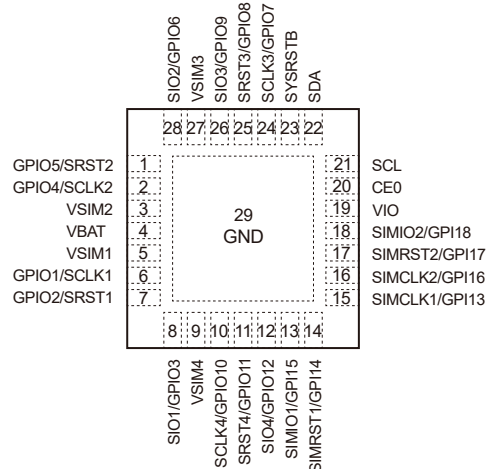 SIO2/GPIO6
VSIM3
SIO3/GPIO9
SRST3/GPIO8
SCLK3/GPIO7
SYSRSTB
SDA
28 27 26 25 24 23 22
GPIO5/SRST2 1
GPIO4/SCLK2 2
VSIM2 3
VBAT 4
VSIM1 5
GPIO1/SCLK1 6
GPIO2/SRST1 7
29
GND
21 SCL
20 CE0
19 VIO
18 SIMIO2/GPI18
17 SIMRST2/GPI17
16 SIMCLK2/GPI16
15 SIMCLK1/GPI13
8 9 10 11 12 13 14
SIO1/GPIO3
VSIM4
SCLK4/GPIO10
SRST4/GPIO11
SIO4/GPIO12
SIMIO1/GPI15
SIMRST1/GPI14